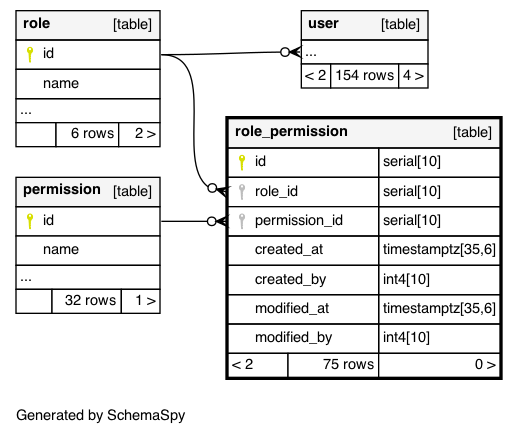 role [table]
id
name
...
6 rows 2 >
user [table]
...
< 2 154 rows 4 >
permission [table]
id
name
...
32 rows 1 >
role_permission [table]
id serial[10]
role_id serial[10]
permission_id serial[10]
created_at timestamptz[35,6]
created_by int4[10]
modified_at timestamptz[35,6]
modified_by int4[10]
< 2 75 rows 0 >
Generated by SchemaSpy